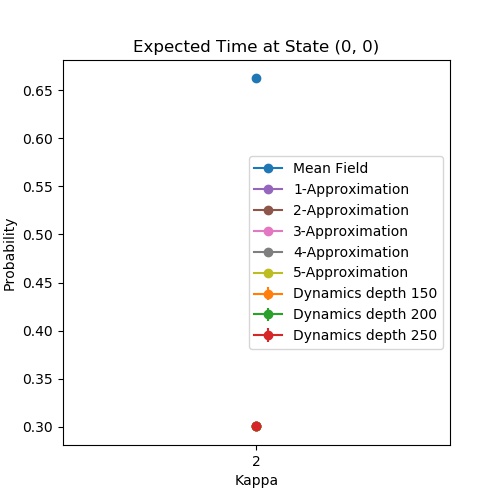 Expected Time at State (0, 0)
Probability
0.65
0.60
0.55
0.50
0.45
0.40
0.35
0.30
Mean Field
1-Approximation
2-Approximation
3-Approximation
4-Approximation
5-Approximation
Dynamics depth 150
Dynamics depth 200
Dynamics depth 250
2
Kappa